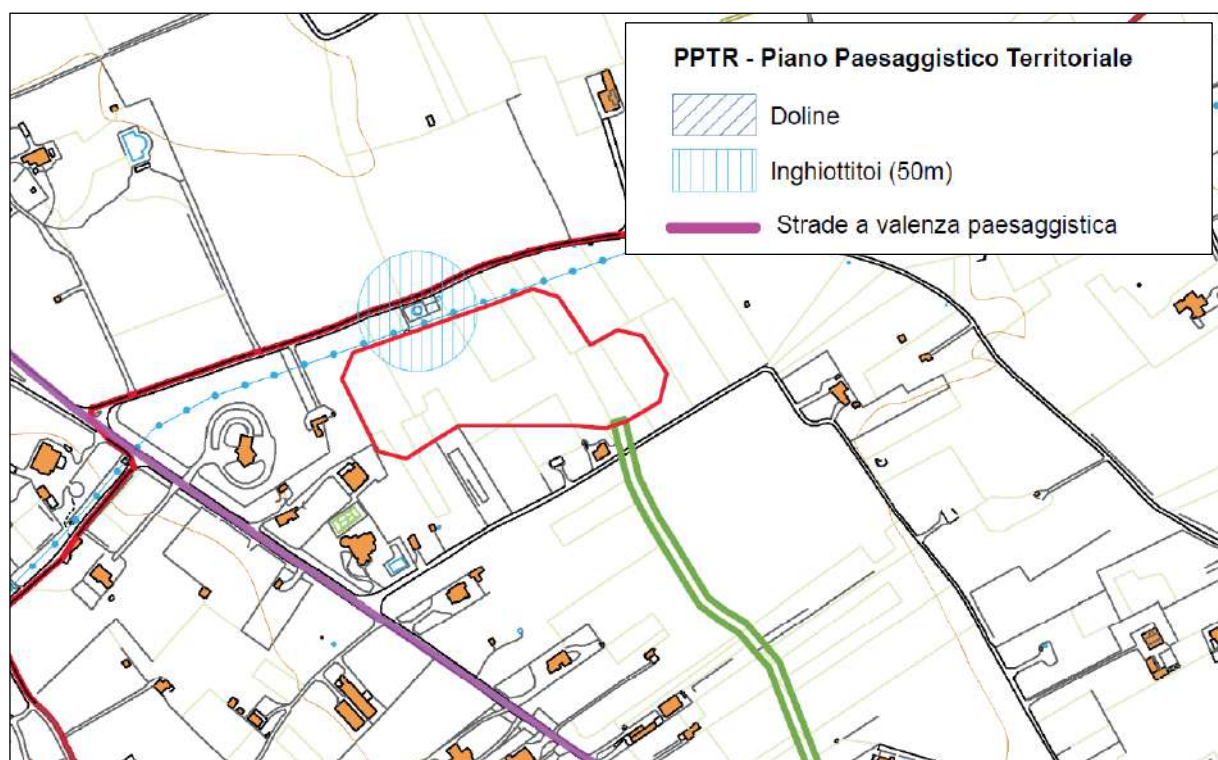 PPTR - Piano Paesaggistico Territoriale
Doline
Inghiottitoi (50m)
Strade a valenza paesaggistica